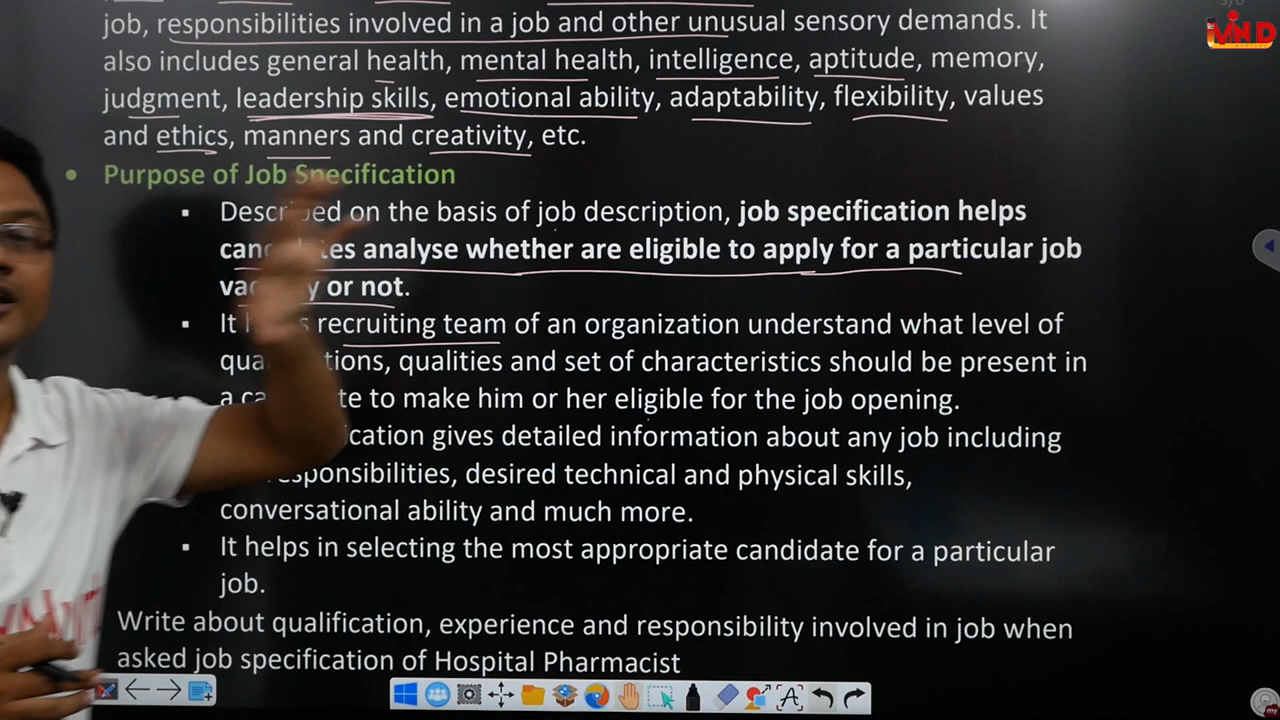 job, responsibilities involved in a job and other unusual sensory demands. It
also includes general health, mental health, intelligence, aptitude, memory,
judgment, leadership skills, emotional ability, adaptability, flexibility, values
and ethics, manners and creativity, etc.
• Purpose of Job Specification
▪ on the basis of job description, job specification helps
analyse whether are eligible to apply for a particular job
or not.
▪ It recruiting team of an organization understand what level of
qualities and set of characteristics should be present in
a to make him or her eligible for the job opening.
gives detailed information about any job including
desired technical and physical skills,
conversational ability and much more.
▪ It helps in selecting the most appropriate candidate for a particular
job.
Write about qualification, experience and responsibility involved in job when
asked job specification of Hospital Pharmacist